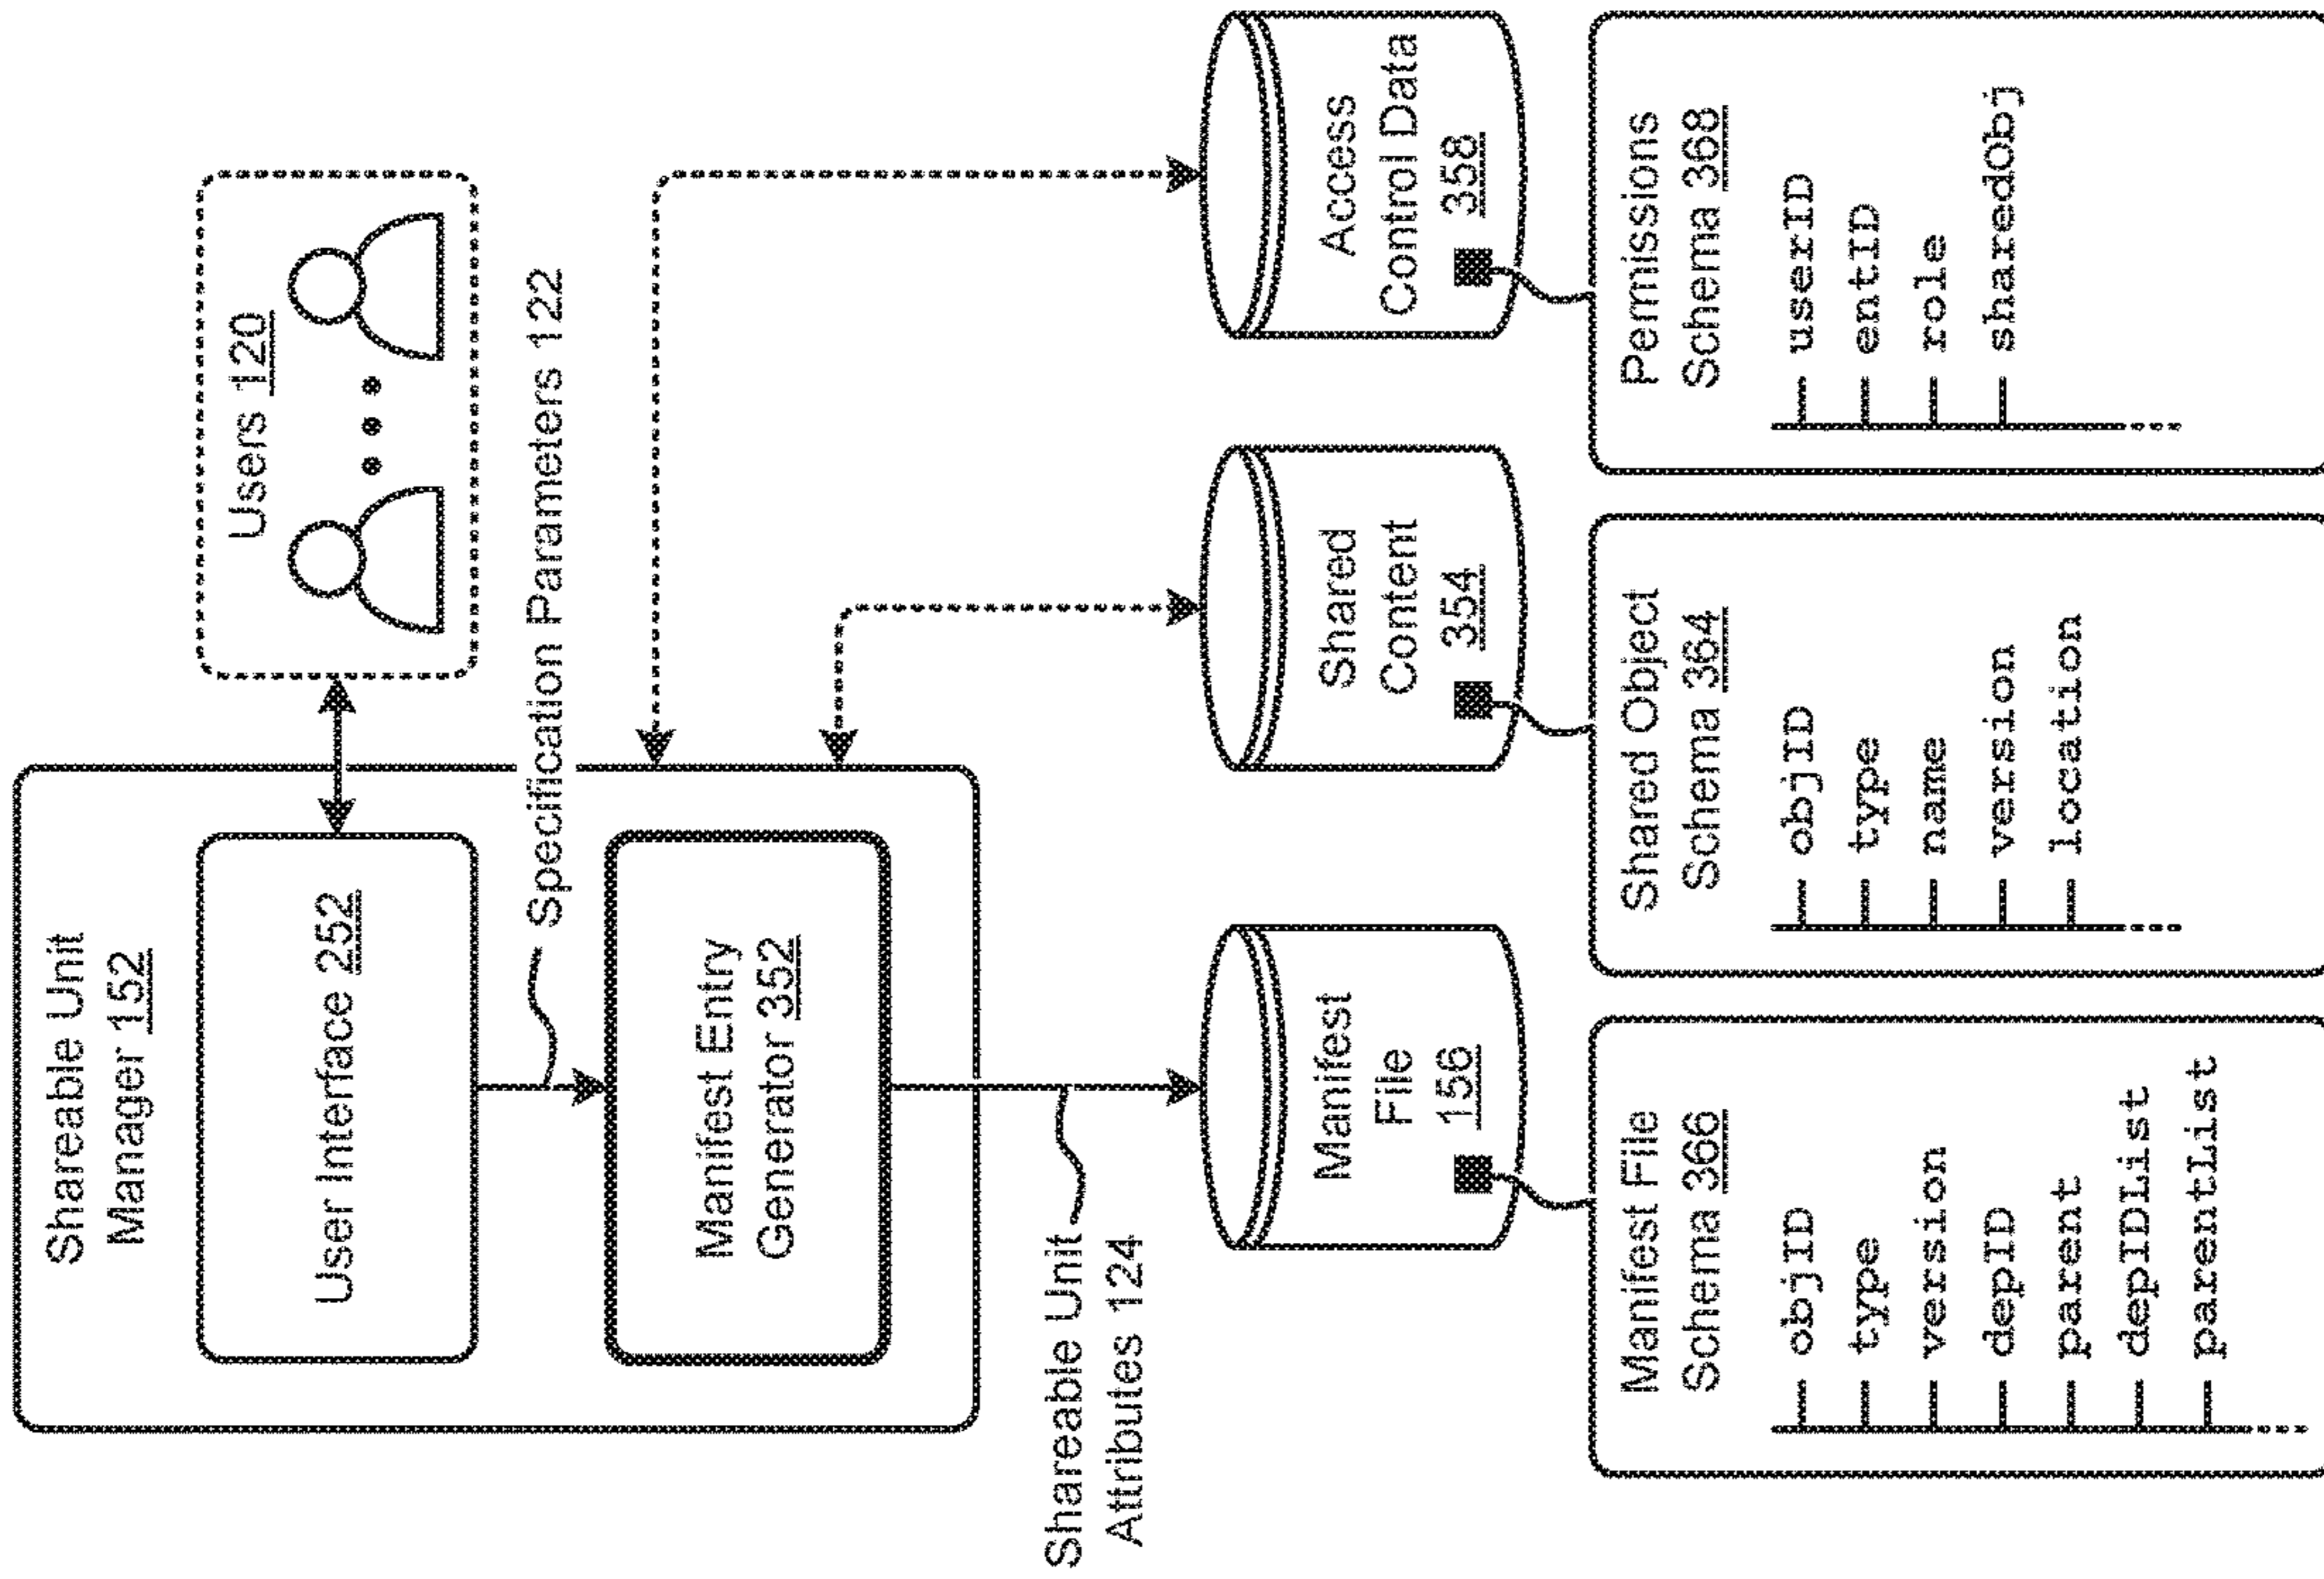 Shareable Unit
Manager 152
User Interface 252
Users 120
Specification Parameters 122
Manifest Entry
Generator 352
Shareable Unit
Attributes 124
Manifest
File
156
Shared
Content
354
Access
Control Data
358
Manifest File
Schema 366
objID
type
version
depID
parent
depIDList
parentList
Shared Object
Schema 364
objID
type
name
version
location
Permissions
Schema 368
userID
entID
role
sharedObj